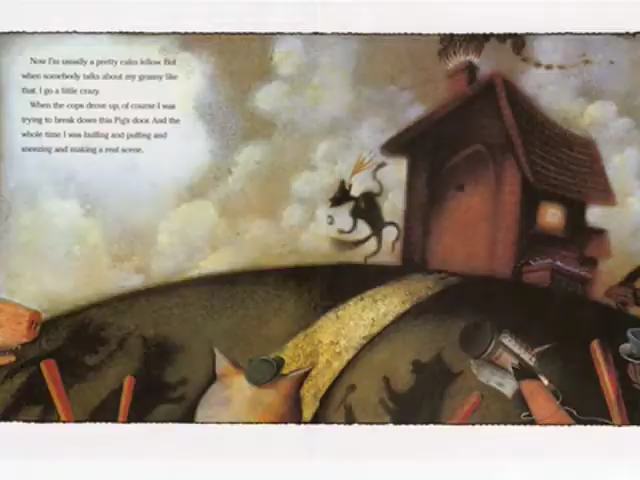 Now I'm usually a pretty calm fellow. But
when somebody talks about my granny like
that, I go a little crazy.
When the cops drove up, of course I was
trying to break down this Pig's door. And the
whole time I was huffing and puffing and
sneezing and making a real scene.